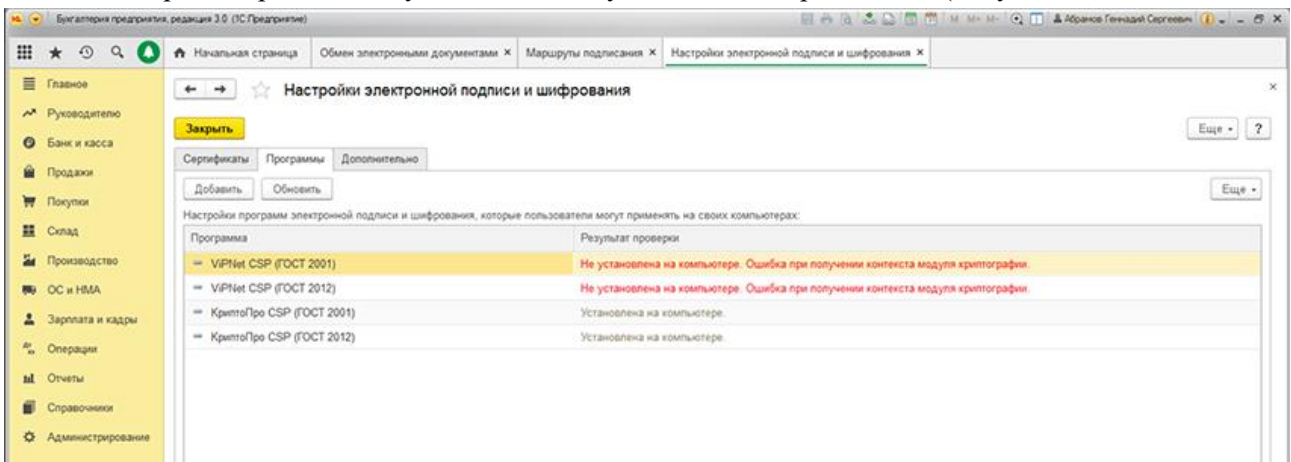 Бухгалтерия предприятия, редакция 3.0 (1С:Предприятие)
М М+ М-
Абрамов Геннадий Сергеевич
Начальная страница
Обмен электронными документами ×
Маршруты подписания ×
Настройки электронной подписи и шифрования ×
Главное
Руководителю
Банк и касса
Продажи
Покупки
Склад
Производство
ОС и НМА
Зарплата и кадры
Операции
Отчеты
Справочники
Администрирование
Настройки электронной подписи и шифрования
Закрыть
Еще
?
Сертификаты Программы Дополнительно
Добавить Обновить Еще
Настройки программ электронной подписи и шифрования, которые пользователи могут применять на своих компьютерах:
Программа Результат проверки
ViPNet CSP (ГОСТ 2001) Не установлена на компьютере. Ошибка при получении контекста модуля криптографии.
ViPNet CSP (ГОСТ 2012) Не установлена на компьютере. Ошибка при получении контекста модуля криптографии.
КриптоПро CSP (ГОСТ 2001) Установлена на компьютере.
КриптоПро CSP (ГОСТ 2012) Установлена на компьютере.